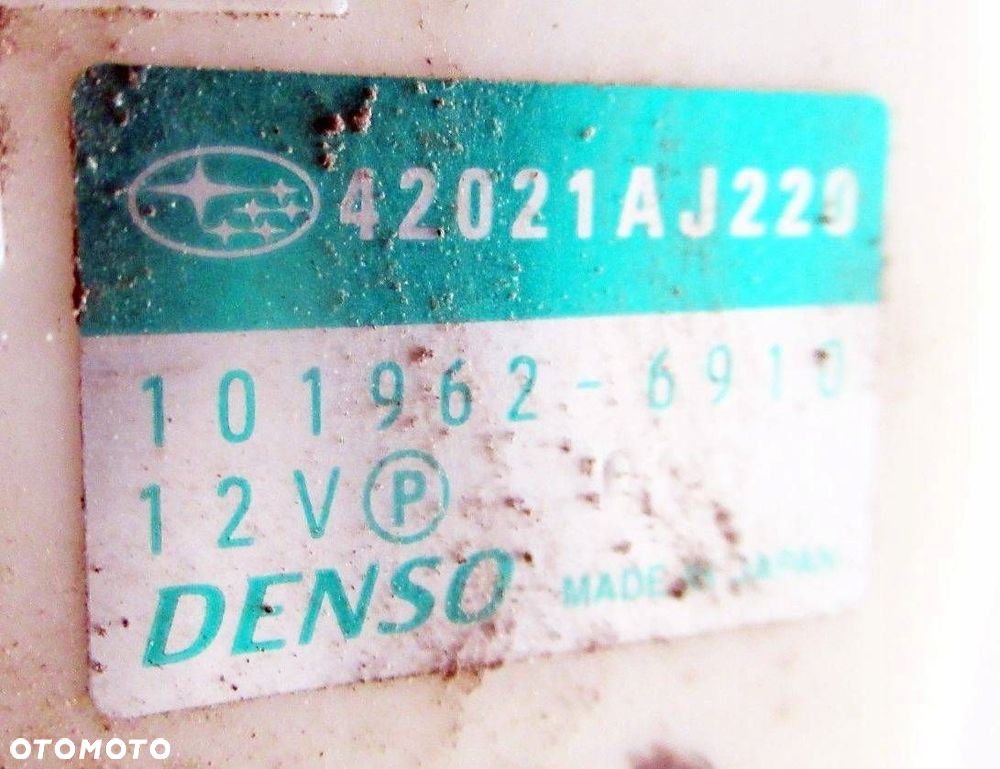 42021AJ220
101962-6910
12V P
DENSO MADE IN JAPAN
OTOMOTO